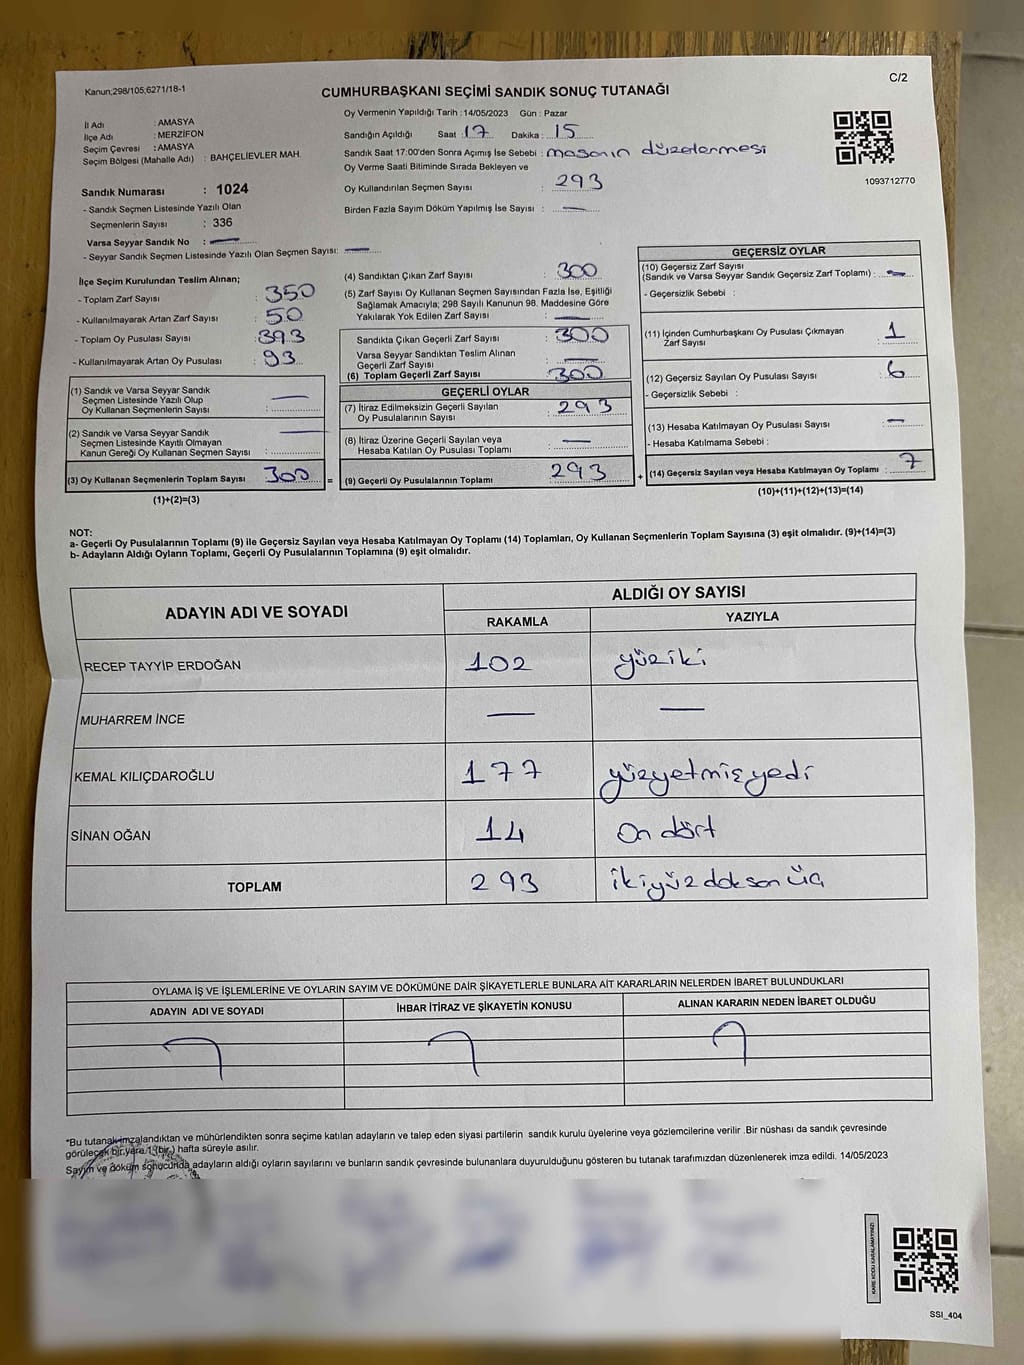 Kanun;298/105;6271/18-1
C/2
CUMHURBAŞKANI SEÇİMİ SANDIK SONUÇ TUTANAĞI
İl Adı : AMASYA
İlçe Adı : MERZİFON
Seçim Çevresi : AMASYA
Seçim Bölgesi (Mahalle Adı) : BAHÇELİEVLER MAH.
Sandık Numarası : 1024
- Sandık Seçmen Listesinde Yazılı Olan
Seçmenlerin Sayısı : 336
Varsa Seyyar Sandık No : —
- Seyyar Sandık Seçmen Listesinde Yazılı Olan Seçmen Sayısı: —
Oy Vermenin Yapıldığı Tarih : 14/05/2023 Gün : Pazar
Sandığın Açıldığı Saat : 17 Dakika : 15
Sandık Saat 17:00'den Sonra Açımış İse Sebebi : masanın düzelenmesi
Oy Verme Saati Bitiminde Sırada Bekleyen ve
Oy Kullandırılan Seçmen Sayısı : 293
Birden Fazla Sayım Döküm Yapılmış İse Sayısı : —
1093712770
İlçe Seçim Kurulundan Teslim Alınan;
- Toplam Zarf Sayısı : 350
- Kullanılmayarak Artan Zarf Sayısı : 50
- Toplam Oy Pusulası Sayısı : 393
- Kullanılmayarak Artan Oy Pusulası : 93
(1) Sandık ve Varsa Seyyar Sandık
Seçmen Listesinde Yazılı Olup
Oy Kullanan Seçmenlerin Sayısı : —
(2) Sandık ve Varsa Seyyar Sandık
Seçmen Listesinde Kayıtlı Olmayan
Kanun Gereği Oy Kullanan Seçmen Sayısı : —
(3) Oy Kullanan Seçmenlerin Toplam Sayısı : 300 =
(1)+(2)=(3)
(4) Sandıktan Çıkan Zarf Sayısı : 300
(5) Zarf Sayısı Oy Kullanan Seçmen Sayısından Fazla İse, Eşitliği
Sağlamak Amacıyla; 298 Sayılı Kanunun 98. Maddesine Göre
Yakılarak Yok Edilen Zarf Sayısı : —
Sandıkta Çıkan Geçerli Zarf Sayısı : 300
Varsa Seyyar Sandıktan Teslim Alınan
Geçerli Zarf Sayısı : —
(6) Toplam Geçerli Zarf Sayısı : 300
GEÇERLİ OYLAR
(7) İtiraz Edilmeksizin Geçerli Sayılan
Oy Pusulalarının Sayısı : 293
(8) İtiraz Üzerine Geçerli Sayılan veya
Hesaba Katılan Oy Pusulası Toplamı : —
(9) Geçerli Oy Pusulalarının Toplamı : 293 +
GEÇERSİZ OYLAR
(10) Geçersiz Zarf Sayısı
(Sandık ve Varsa Seyyar Sandık Geçersiz Zarf Toplamı) : —
- Geçersizlik Sebebi :
(11) İçinden Cumhurbaşkanı Oy Pusulası Çıkmayan
Zarf Sayısı : 1
(12) Geçersiz Sayılan Oy Pusulası Sayısı : 6
- Geçersizlik Sebebi :
(13) Hesaba Katılmayan Oy Pusulası Sayısı : —
- Hesaba Katılmama Sebebi :
(14) Geçersiz Sayılan veya Hesaba Katılmayan Oy Toplamı : 7
(10)+(11)+(12)+(13)=(14)
NOT:
a- Geçerli Oy Pusulalarının Toplamı (9) ile Geçersiz Sayılan veya Hesaba Katılmayan Oy Toplamı (14) Toplamları, Oy Kullanan Seçmenlerin Toplam Sayısına (3) eşit olmalıdır. (9)+(14)=(3)
b- Adayların Aldığı Oyların Toplamı, Geçerli Oy Pusulalarının Toplamına (9) eşit olmalıdır.
ADAYIN ADI VE SOYADI ALDIĞI OY SAYISI
RAKAMLA YAZIYLA
RECEP TAYYİP ERDOĞAN 102 yüziki
MUHARREM İNCE — —
KEMAL KILIÇDAROĞLU 177 yüzyetmişyedi
SİNAN OĞAN 14 On dört
TOPLAM 293 ikiyüz doksan üç
OYLAMA İŞ VE İŞLEMLERİNE VE OYLARIN SAYIM VE DÖKÜMÜNE DAİR ŞİKAYETLERLE BUNLARA AİT KARARLARIN NELERDEN İBARET BULUNDUKLARI
ADAYIN ADI VE SOYADI İHBAR İTİRAZ VE ŞİKAYETİN KONUSU ALINAN KARARIN NEDEN İBARET OLDUĞU
*Bu tutanak imzalandıktan ve mühürlendikten sonra seçime katılan adayların ve talep eden siyasi partilerin sandık kurulu üyelerine veya gözlemcilerine verilir .Bir nüshası da sandık çevresinde
görülecek bir yere 1 (bir) hafta süreyle asılır.
Sayım ve döküm sonucunda adayların aldığı oyların sayılarını ve bunların sandık çevresinde bulunanlara duyurulduğunu gösteren bu tutanak tarafımızdan düzenlenerek imza edildi. 14/05/2023
KARE KODU KARALAMAYINIZ!
SSI_404